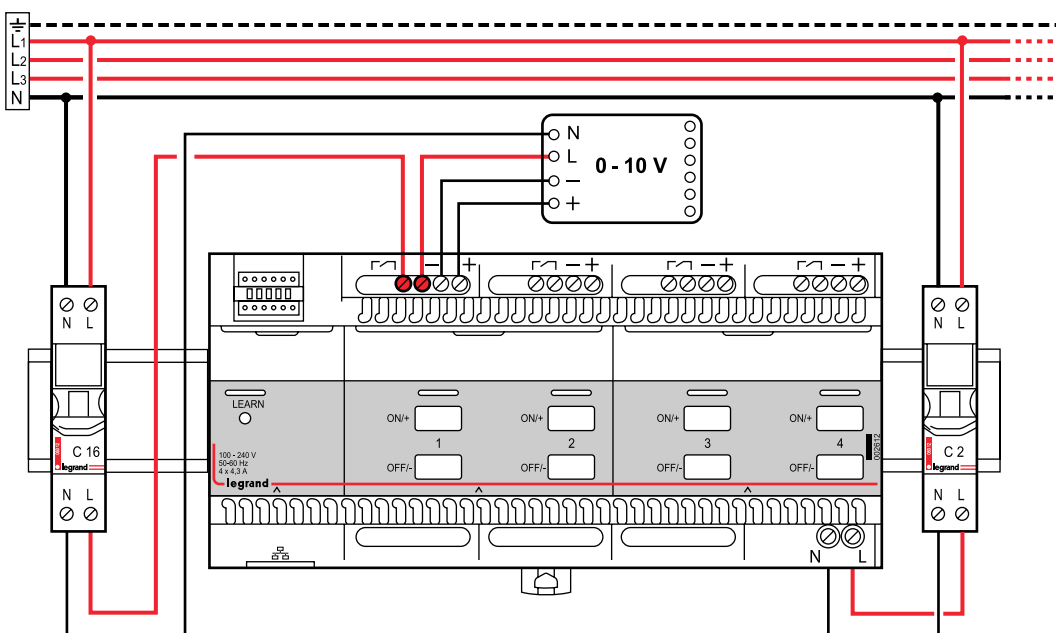 L1
L2
L3
N
N
L
0 - 10 V
–
+
– +
– +
– +
– +
N L
N L
LEARN
ON/+
ON/+
ON/+
ON/+
1
2
3
4
OFF/-
OFF/-
OFF/-
OFF/-
100 - 240 V
50-60 Hz
4 x 4,3 A
legrand
002612
C 16
legrand
C 2
legrand
N L
N L
N L